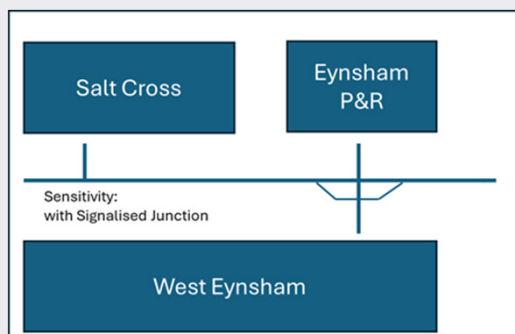 Salt Cross
Eynsham
P&R
Sensitivity:
with Signalised Junction
West Eynsham